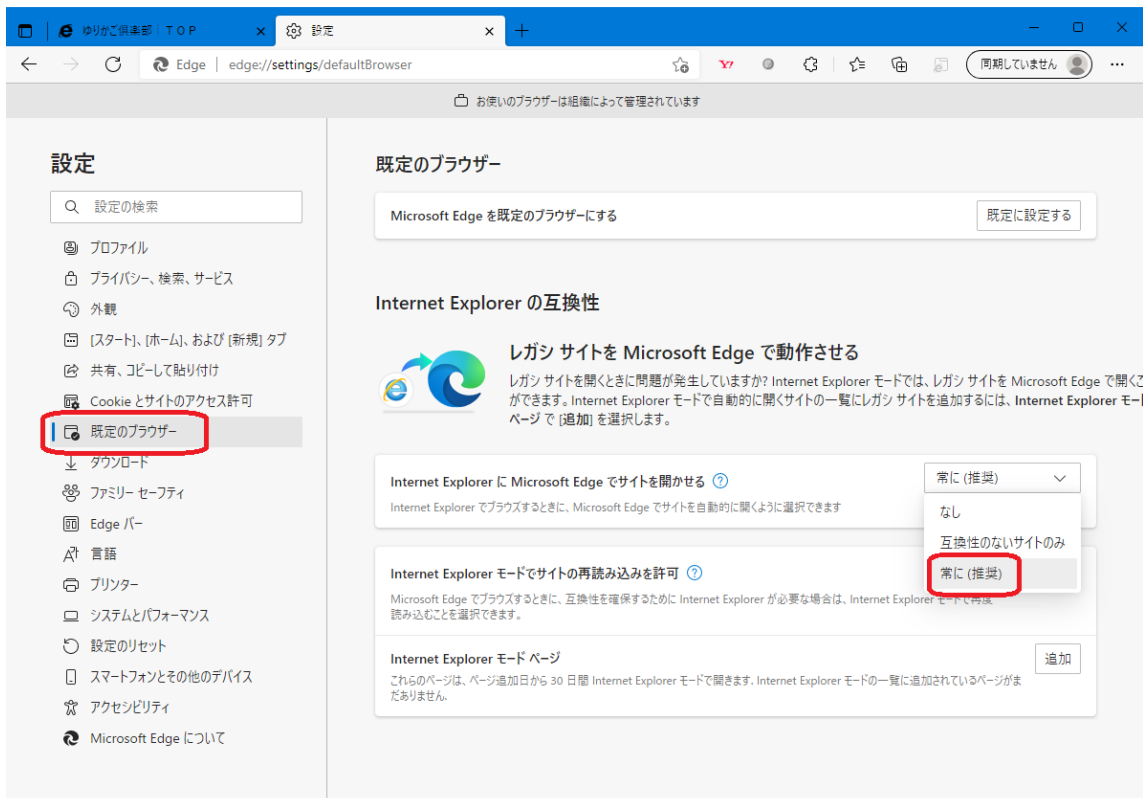 ゆりかご倶楽部｜ＴＯＰ
設定
Edge | edge://settings/defaultBrowser
同期していません
お使いのブラウザーは組織によって管理されています
設定
設定の検索
プロファイル
プライバシー、検索、サービス
外観
[スタート]、[ホーム]、および [新規] タブ
共有、コピーして貼り付け
Cookie とサイトのアクセス許可
既定のブラウザー
ダウンロード
ファミリー セーフティ
Edge バー
言語
プリンター
システムとパフォーマンス
設定のリセット
スマートフォンとその他のデバイス
アクセシビリティ
Microsoft Edge について
既定のブラウザー
Microsoft Edge を既定のブラウザーにする
既定に設定する
Internet Explorer の互換性
レガシ サイトを Microsoft Edge で動作させる
レガシ サイトを開くときに問題が発生していますか? Internet Explorer モードでは、レガシ サイトを Microsoft Edge で開くこ
ができます。Internet Explorer モードで自動的に開くサイトの一覧にレガシ サイトを追加するには、Internet Explorer モー
ページ で [追加] を選択します。
Internet Explorer に Microsoft Edge でサイトを開かせる
常に (推奨)
Internet Explorer でブラウズするときに、Microsoft Edge でサイトを自動的に開くように選択できます
なし
互換性のないサイトのみ
常に (推奨)
Internet Explorer モードでサイトの再読み込みを許可
Microsoft Edge でブラウズするときに、互換性を確保するために Internet Explorer が必要な場合は、Internet Explorer モードで再度
読み込むことを選択できます。
Internet Explorer モード ページ
追加
これらのページは、ページ追加日から 30 日間 Internet Explorer モードで開きます. Internet Explorer モードの一覧に追加されているページがま
だありません.